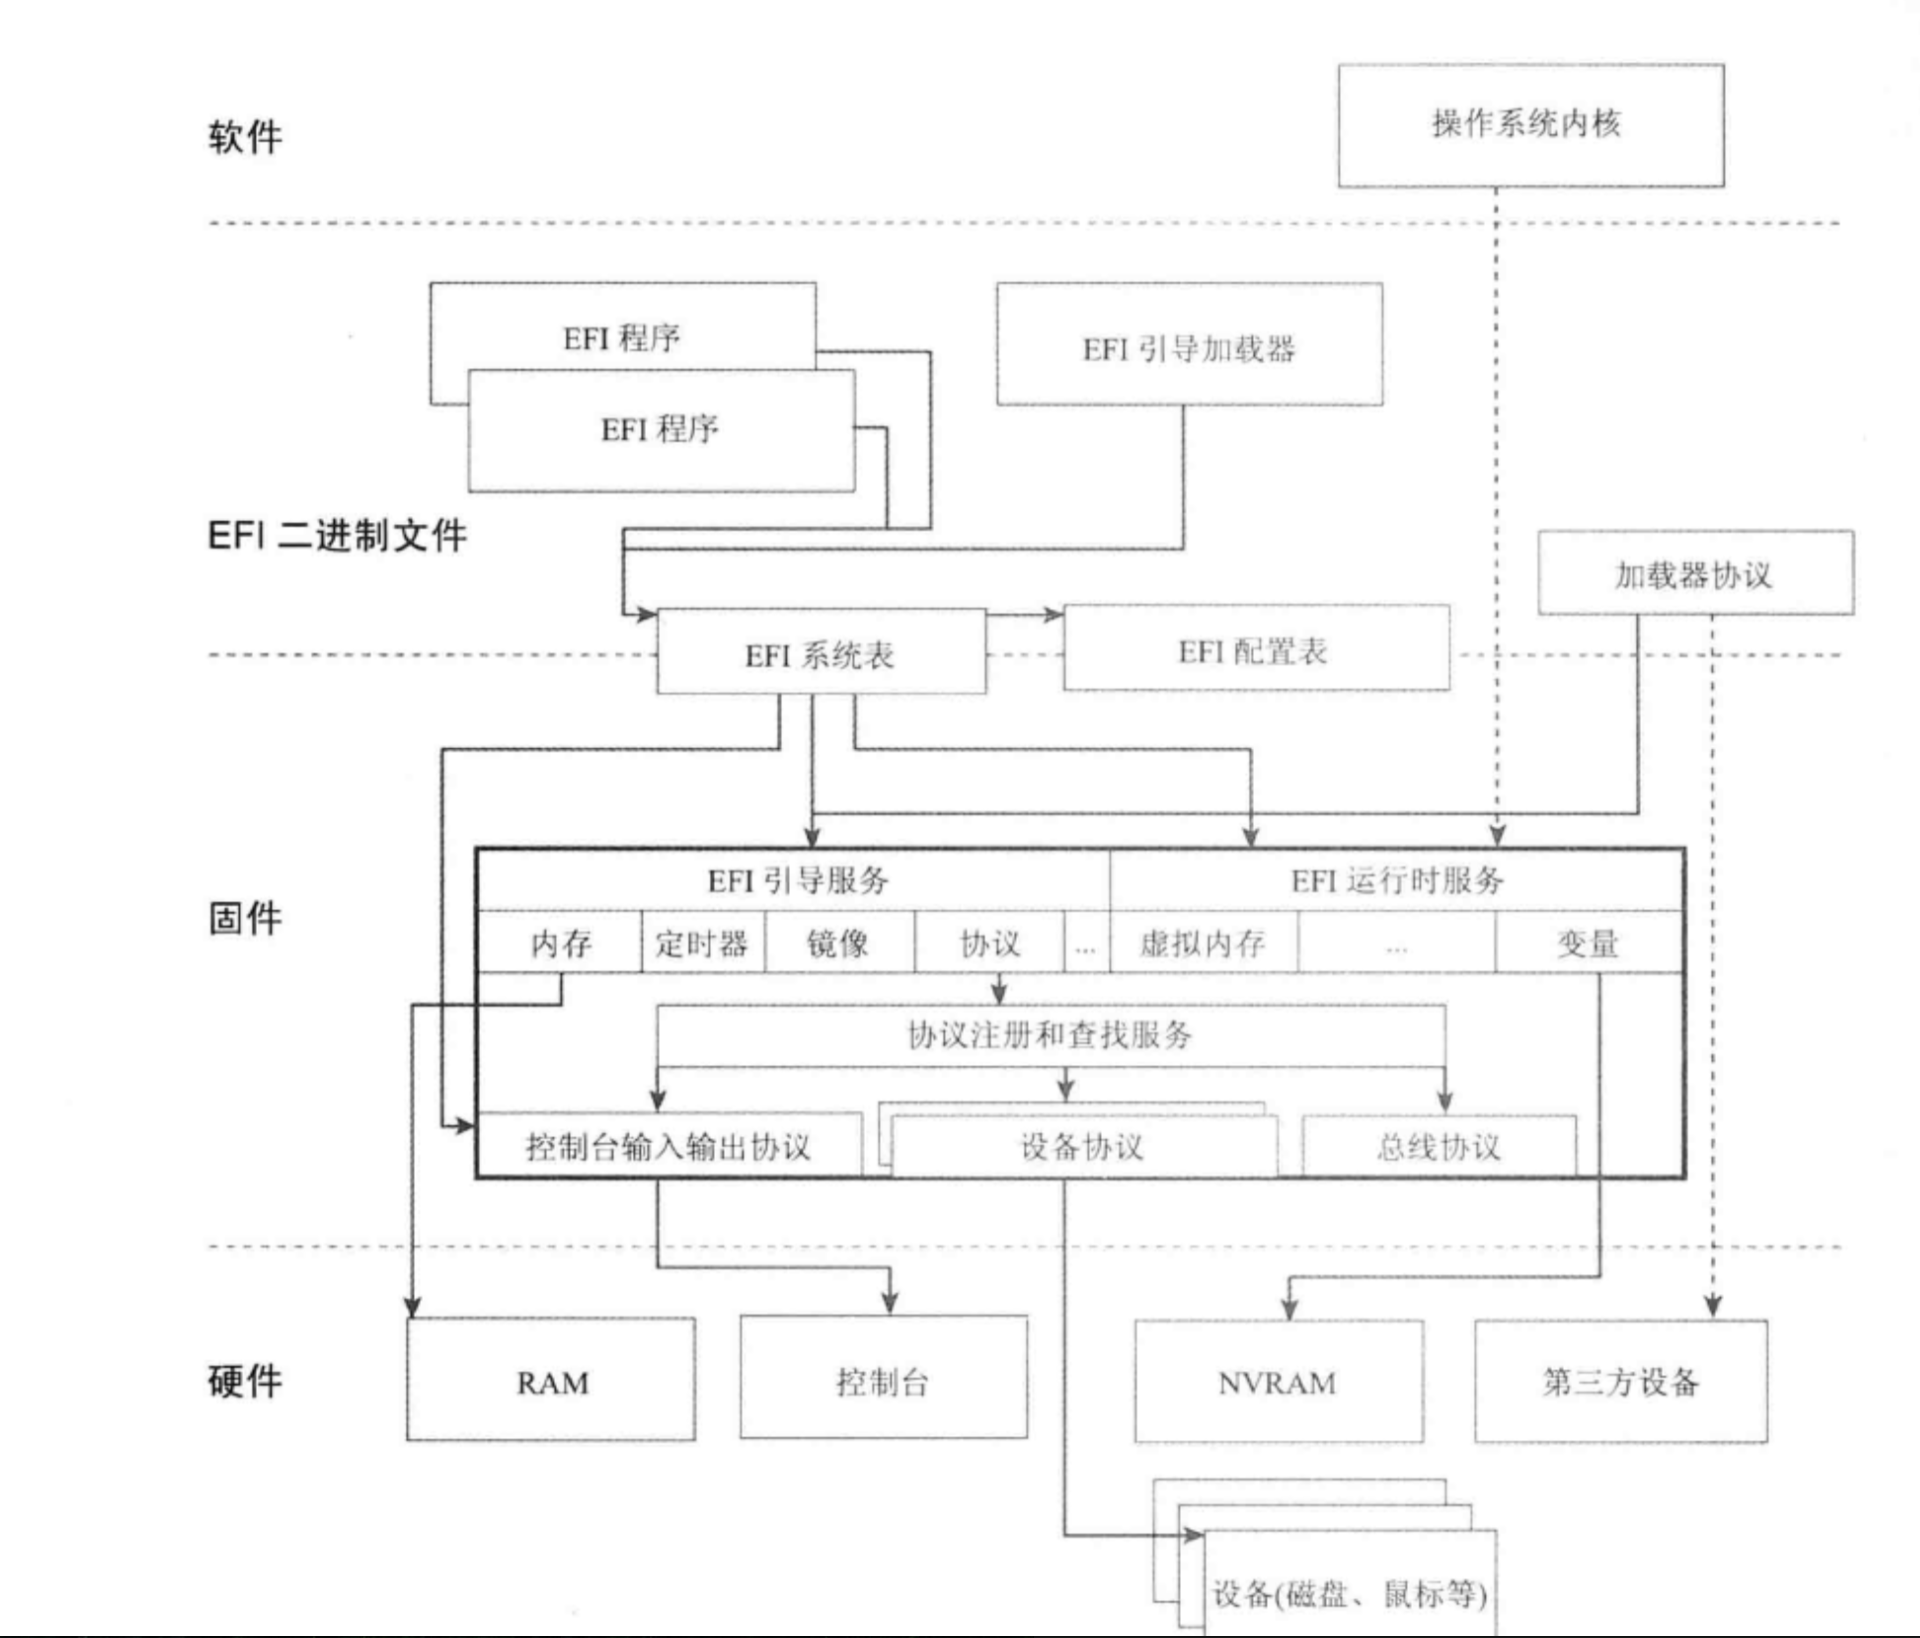 操作系统内核
软件
EFI 程序
EFI 引导加载器
EFI 程序
EFI 二进制文件
加载器协议
EFI 系统表
EFI 配置表
EFI 引导服务
EFI 运行时服务
固件
内存
定时器
镜像
协议
...
虚拟内存
...
变量
协议注册和查找服务
控制台输入输出协议
设备协议
总线协议
硬件
RAM
控制台
NVRAM
第三方设备
设备(磁盘、鼠标等)